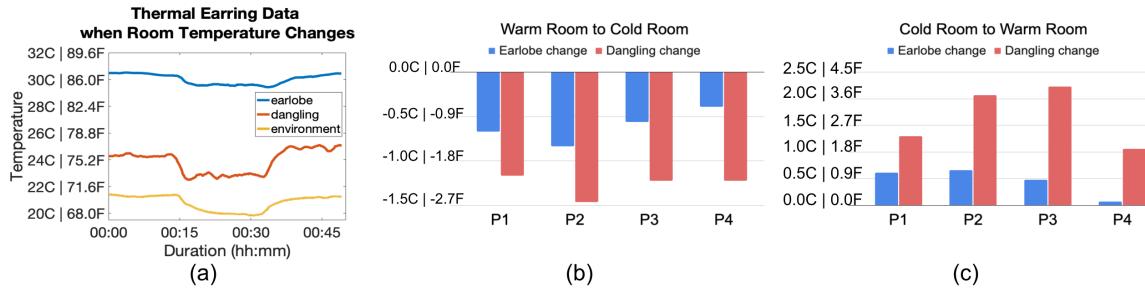 Thermal Earring Data
when Room Temperature Changes
32C | 89.6F
30C | 86.0F
28C | 82.4F
26C | 78.8F
24C | 75.2F
22C | 71.6F
20C | 68.0F
Temperature
earlobe
dangling
environment
00:00 00:15 00:30 00:45
Duration (hh:mm)
(a)
Warm Room to Cold Room
Earlobe change Dangling change
0.0C | 0.0F
-0.5C | -0.9F
-1.0C | -1.8F
-1.5C | -2.7F
P1 P2 P3 P4
(b)
Cold Room to Warm Room
Earlobe change Dangling change
2.5C | 4.5F
2.0C | 3.6F
1.5C | 2.7F
1.0C | 1.8F
0.5C | 0.9F
0.0C | 0.0F
P1 P2 P3 P4
(c)